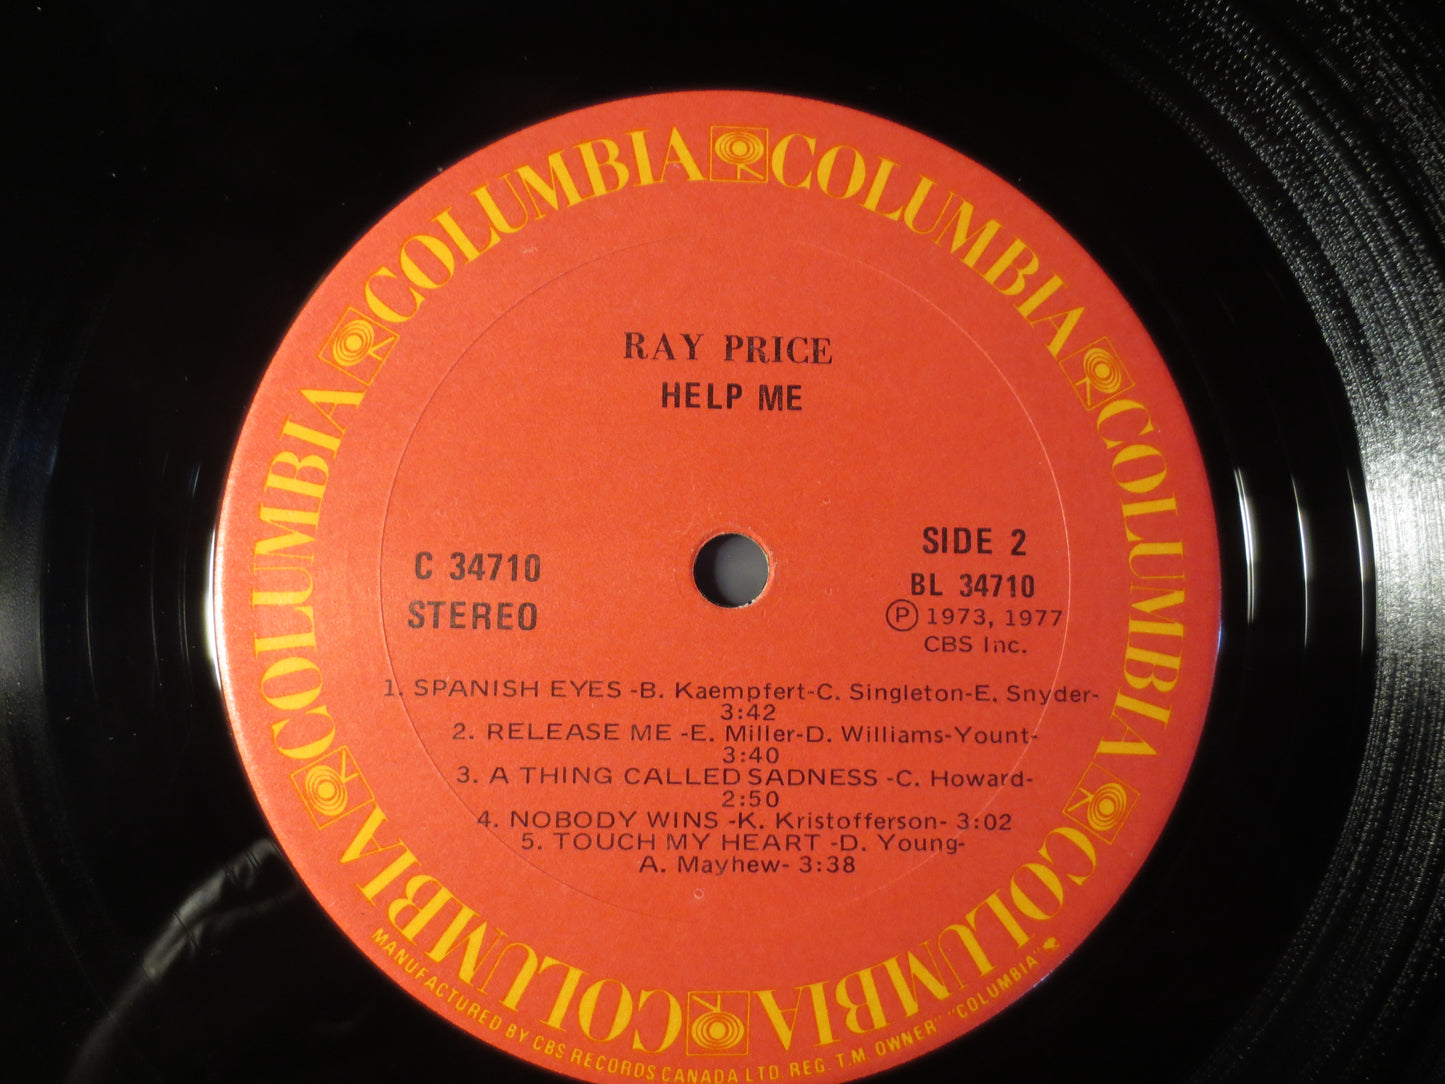 COLUMBIA COLUMBIA COLUMBIA COLUMBIA COLUMBIA COLUMBIA COLUMBIA COLUMBIA
RAY PRICE
HELP ME
C 34710
STEREO
SIDE 2
BL 34710
Ⓟ 1973, 1977
CBS Inc.
1. SPANISH EYES -B. Kaempfert-C. Singleton-E. Snyder-
3:42
2. RELEASE ME -E. Miller-D. Williams-Yount-
3:40
3. A THING CALLED SADNESS -C. Howard-
2:50
4. NOBODY WINS -K. Kristofferson- 3:02
5. TOUCH MY HEART -D. Young-
A. Mayhew- 3:38
MANUFACTURED BY CBS RECORDS CANADA LTD. REG. T.M. OWNER" "COLUMBIA"